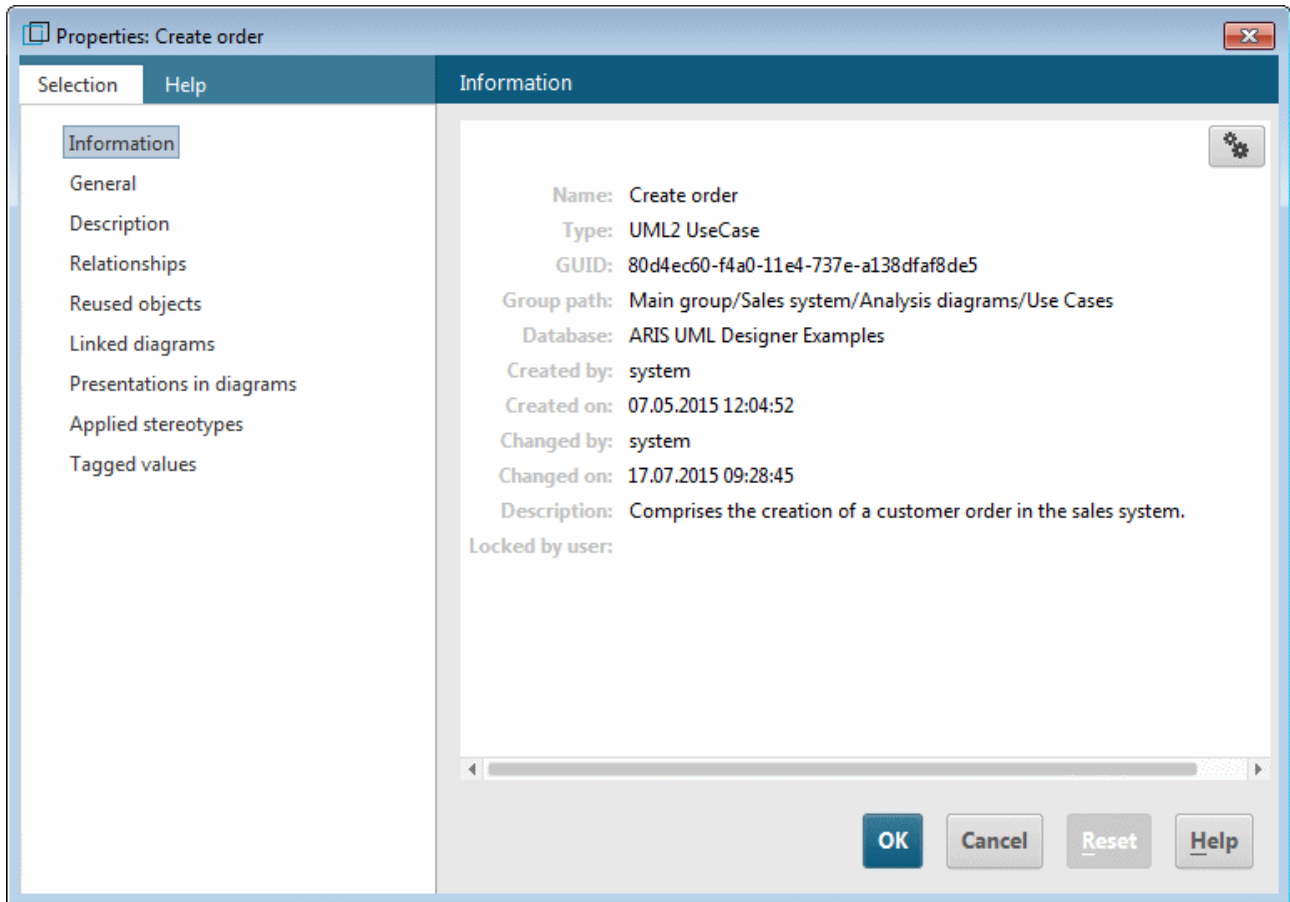 Properties: Create order
Selection Help
Information
General
Description
Relationships
Reused objects
Linked diagrams
Presentations in diagrams
Applied stereotypes
Tagged values
Information
Name: Create order
Type: UML2 UseCase
GUID: 80d4ec60-f4a0-11e4-737e-a138dfaf8de5
Group path: Main group/Sales system/Analysis diagrams/Use Cases
Database: ARIS UML Designer Examples
Created by: system
Created on: 07.05.2015 12:04:52
Changed by: system
Changed on: 17.07.2015 09:28:45
Description: Comprises the creation of a customer order in the sales system.
Locked by user:
OK Cancel Reset Help